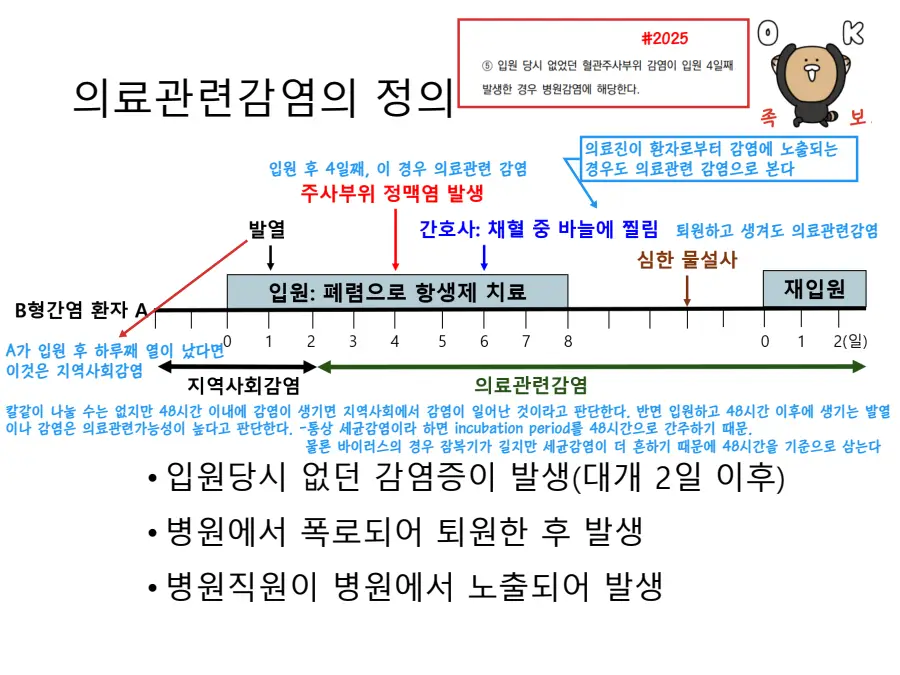 #2025
⑤ 입원 당시 없었던 혈관주사부위 감염이 입원 4일째
발생한 경우 병원감염에 해당한다.
O K
족 보
의료관련감염의 정의
의료진이 환자로부터 감염에 노출되는
경우도 의료관련 감염으로 본다
입원 후 4일째, 이 경우 의료관련 감염
주사부위 정맥염 발생
발열
간호사: 채혈 중 바늘에 찔림
퇴원하고 생겨도 의료관련감염
심한 물설사
입원: 폐렴으로 항생제 치료
재입원
B형간염 환자 A
0 1 2 3 4 5 6 7 8 0 1 2(일)
A가 입원 후 하루째 열이 났다면
이것은 지역사회감염
지역사회감염
의료관련감염
칼같이 나눌 수는 없지만 48시간 이내에 감염이 생기면 지역사회에서 감염이 일어난 것이라고 판단한다. 반면 입원하고 48시간 이후에 생기는 발열
이나 감염은 의료관련가능성이 높다고 판단한다. -통상 세균감염이라 하면 incubation period를 48시간으로 간주하기 때문.
물론 바이러스의 경우 잠복기가 길지만 세균감염이 더 흔하기 때문에 48시간을 기준으로 삼는다
• 입원당시 없던 감염증이 발생(대개 2일 이후)
• 병원에서 폭로되어 퇴원한 후 발생
• 병원직원이 병원에서 노출되어 발생